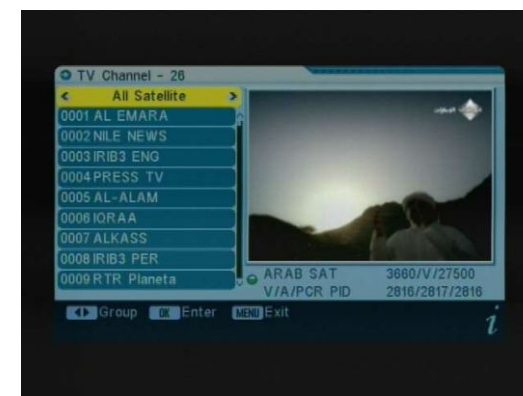 TV Channel - 26
All Satellite
0001 AL EMARA
0002 NILE NEWS
0003 IRIB3 ENG
0004 PRESS TV
0005 AL-ALAM
0006 IQRAA
0007 ALKASS
0008 IRIB3 PER
0009 RTR Planeta
ARAB SAT 3660/V/27500
V/A/PCR PID 2816/2817/2816
Group OK Enter MENU Exit
i